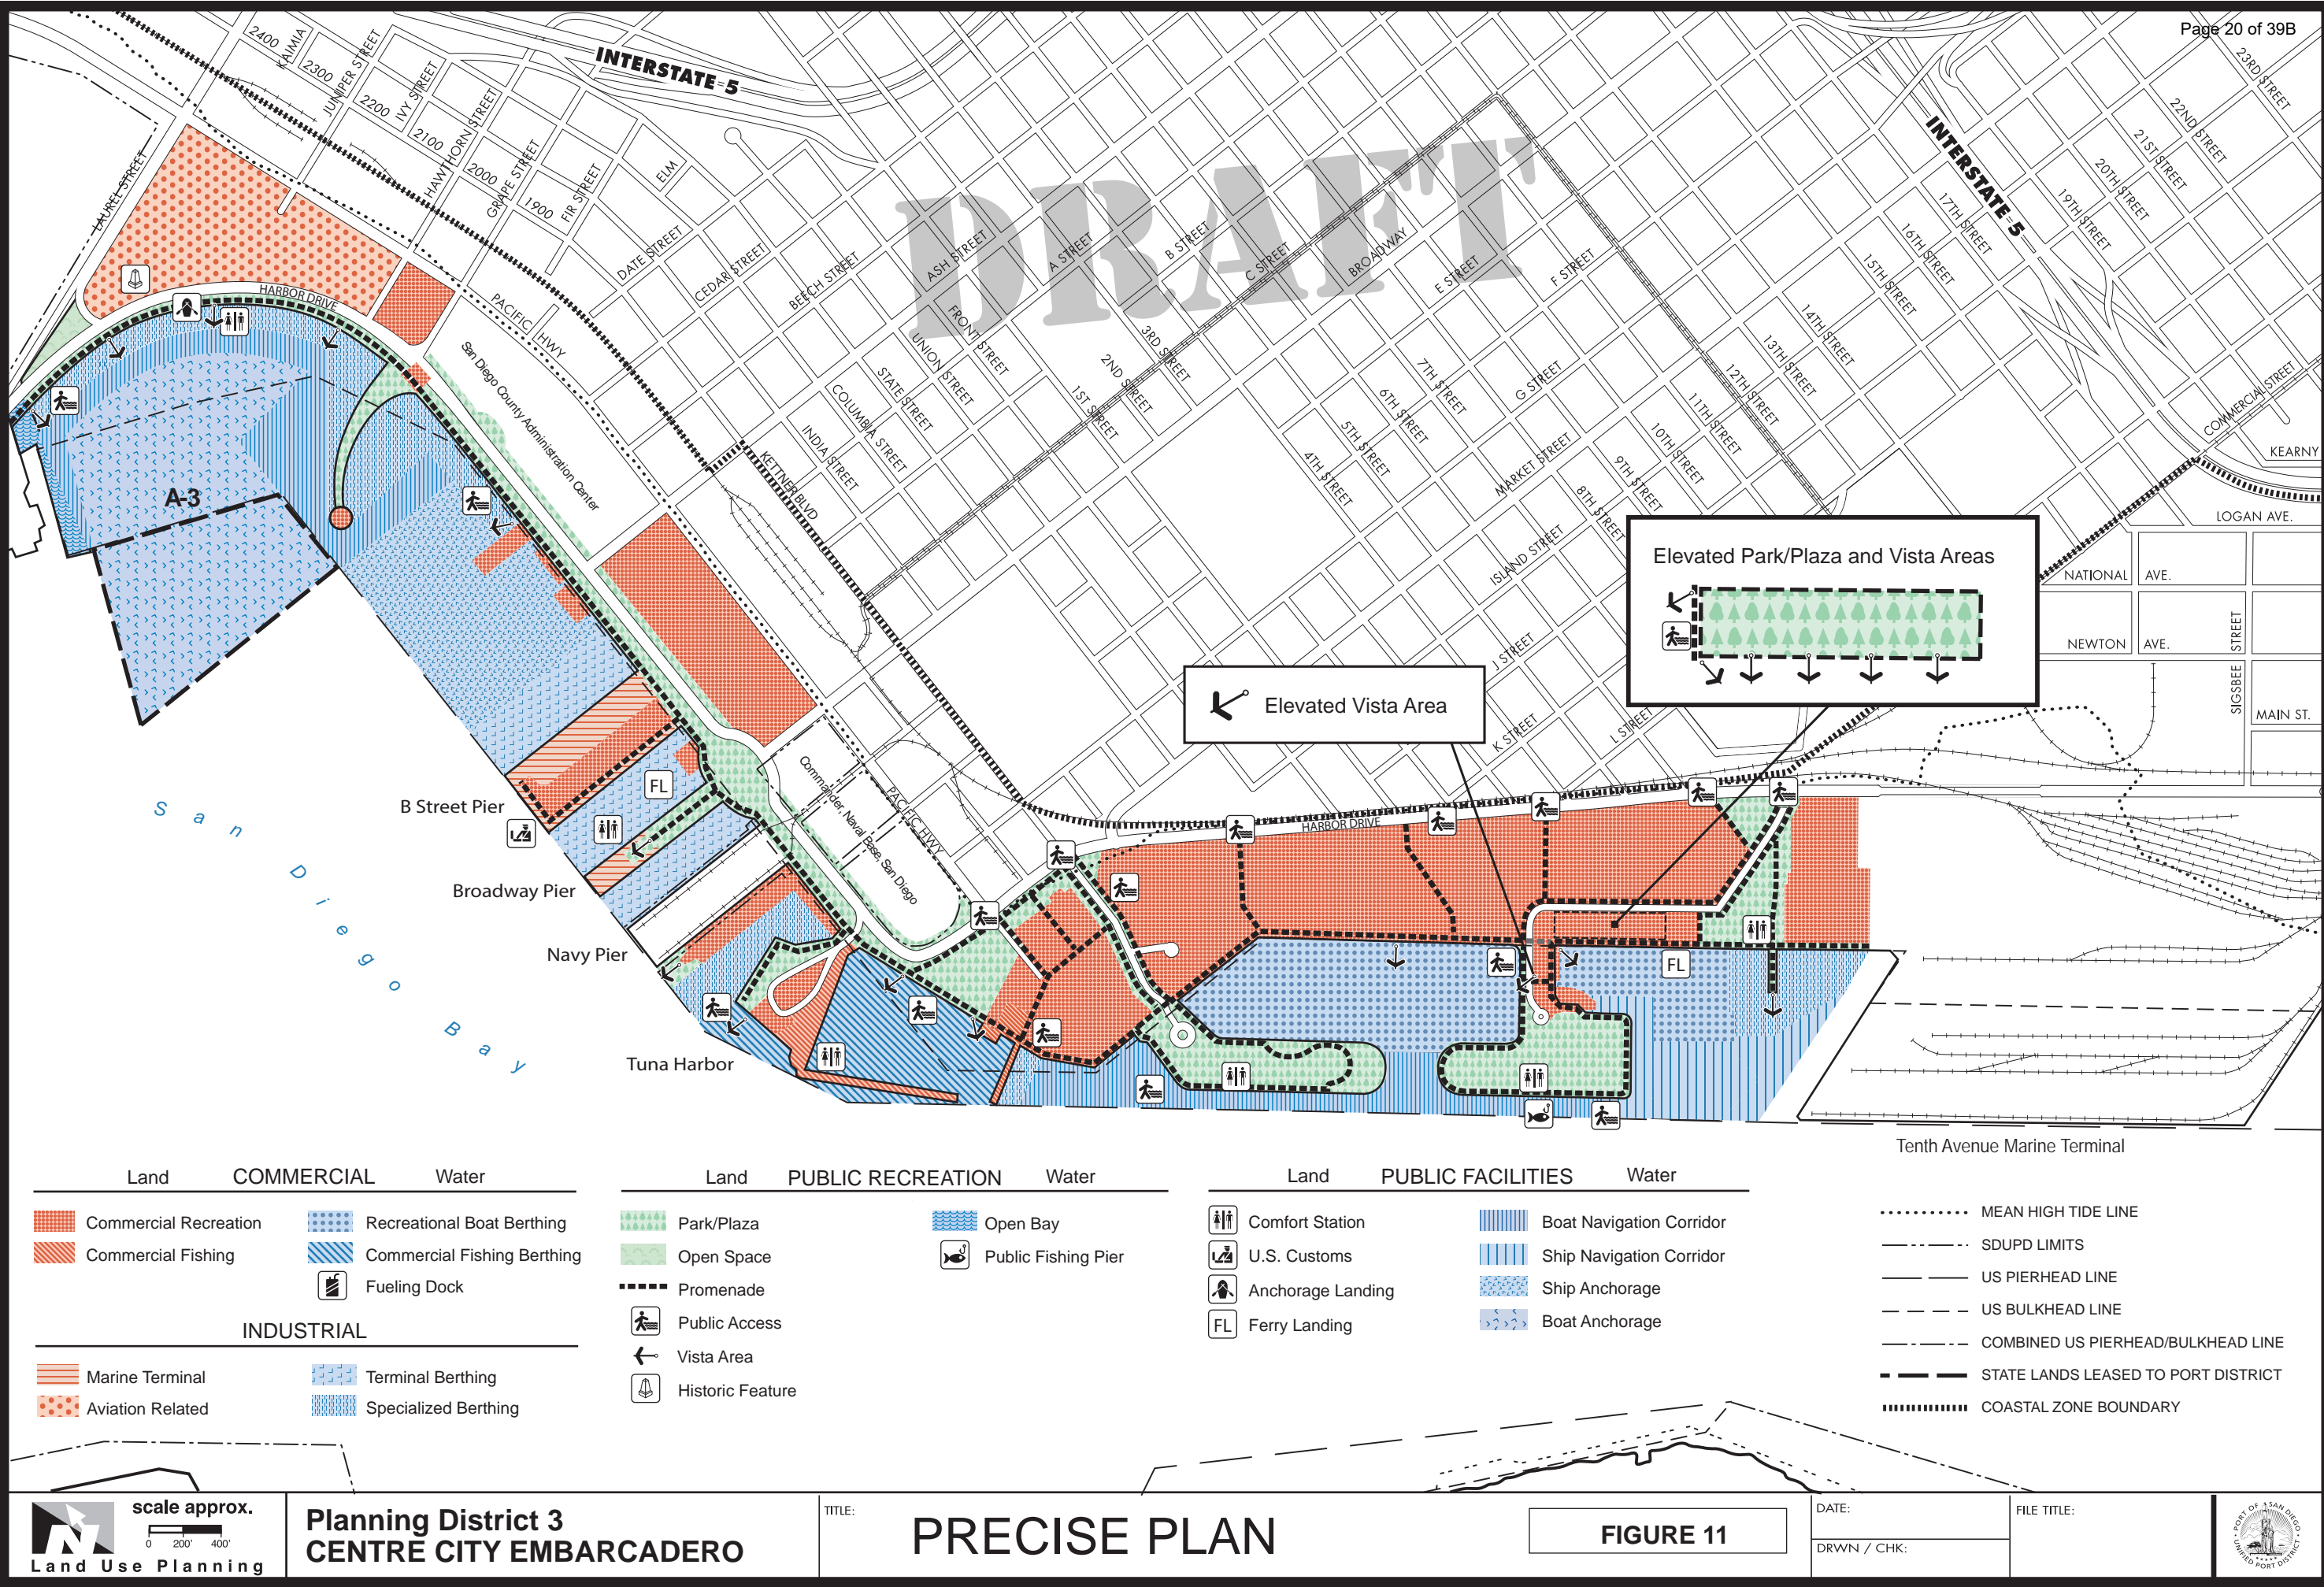 Page 20 of 39B
DRAFT
INTERSTATE 5
INTERSTATE 5
2400
KAIMIA
2300
JUNIPER STREET
2200
IVY STREET
2100
HAWTHORN STREET
2000
GRAPE STREET
1900
FIR STREET
ELM
LAUREL STREET
DATE STREET
CEDAR STREET
BEECH STREET
ASH STREET
A STREET
B STREET
C STREET
BROADWAY
E STREET
F STREET
G STREET
MARKET STREET
ISLAND STREET
J STREET
K STREET
L STREET
HARBOR DRIVE
PACIFIC HWY
San Diego County Administration Center
KETTNER BLVD
INDIA STREET
COLUMBIA STREET
STATE STREET
UNION STREET
FRONT STREET
1ST STREET
2ND STREET
3RD STREET
4TH STREET
5TH STREET
6TH STREET
7TH STREET
8TH STREET
9TH STREET
10TH STREET
11TH STREET
12TH STREET
13TH STREET
14TH STREET
15TH STREET
16TH STREET
17TH STREET
19TH STREET
20TH STREET
21ST STREET
22ND STREET
23RD STREET
COMMERCIAL STREET
KEARNY
LOGAN AVE.
NATIONAL AVE.
NEWTON AVE.
SIGSBEE STREET
MAIN ST.
A-3
Elevated Park/Plaza and Vista Areas
Elevated Vista Area
Commander, Naval Base, San Diego
PACIFIC HWY
HARBOR DRIVE
FL
FL
B Street Pier
Broadway Pier
Navy Pier
Tuna Harbor
San Diego Bay
Tenth Avenue Marine Terminal
Land COMMERCIAL Water
Commercial Recreation
Recreational Boat Berthing
Commercial Fishing
Commercial Fishing Berthing
Fueling Dock
INDUSTRIAL
Marine Terminal
Terminal Berthing
Aviation Related
Specialized Berthing
Land PUBLIC RECREATION Water
Park/Plaza
Open Bay
Open Space
Public Fishing Pier
Promenade
Public Access
Vista Area
Historic Feature
Land PUBLIC FACILITIES Water
Comfort Station
Boat Navigation Corridor
U.S. Customs
Ship Navigation Corridor
Anchorage Landing
Ship Anchorage
FL Ferry Landing
Boat Anchorage
MEAN HIGH TIDE LINE
SDUPD LIMITS
US PIERHEAD LINE
US BULKHEAD LINE
COMBINED US PIERHEAD/BULKHEAD LINE
STATE LANDS LEASED TO PORT DISTRICT
COASTAL ZONE BOUNDARY
N
scale approx.
0 200' 400'
Land Use Planning
Planning District 3
CENTRE CITY EMBARCADERO
TITLE:
PRECISE PLAN
FIGURE 11
DATE:
DRWN / CHK:
FILE TITLE:
PORT OF SAN DIEGO
UNIFIED PORT DISTRICT